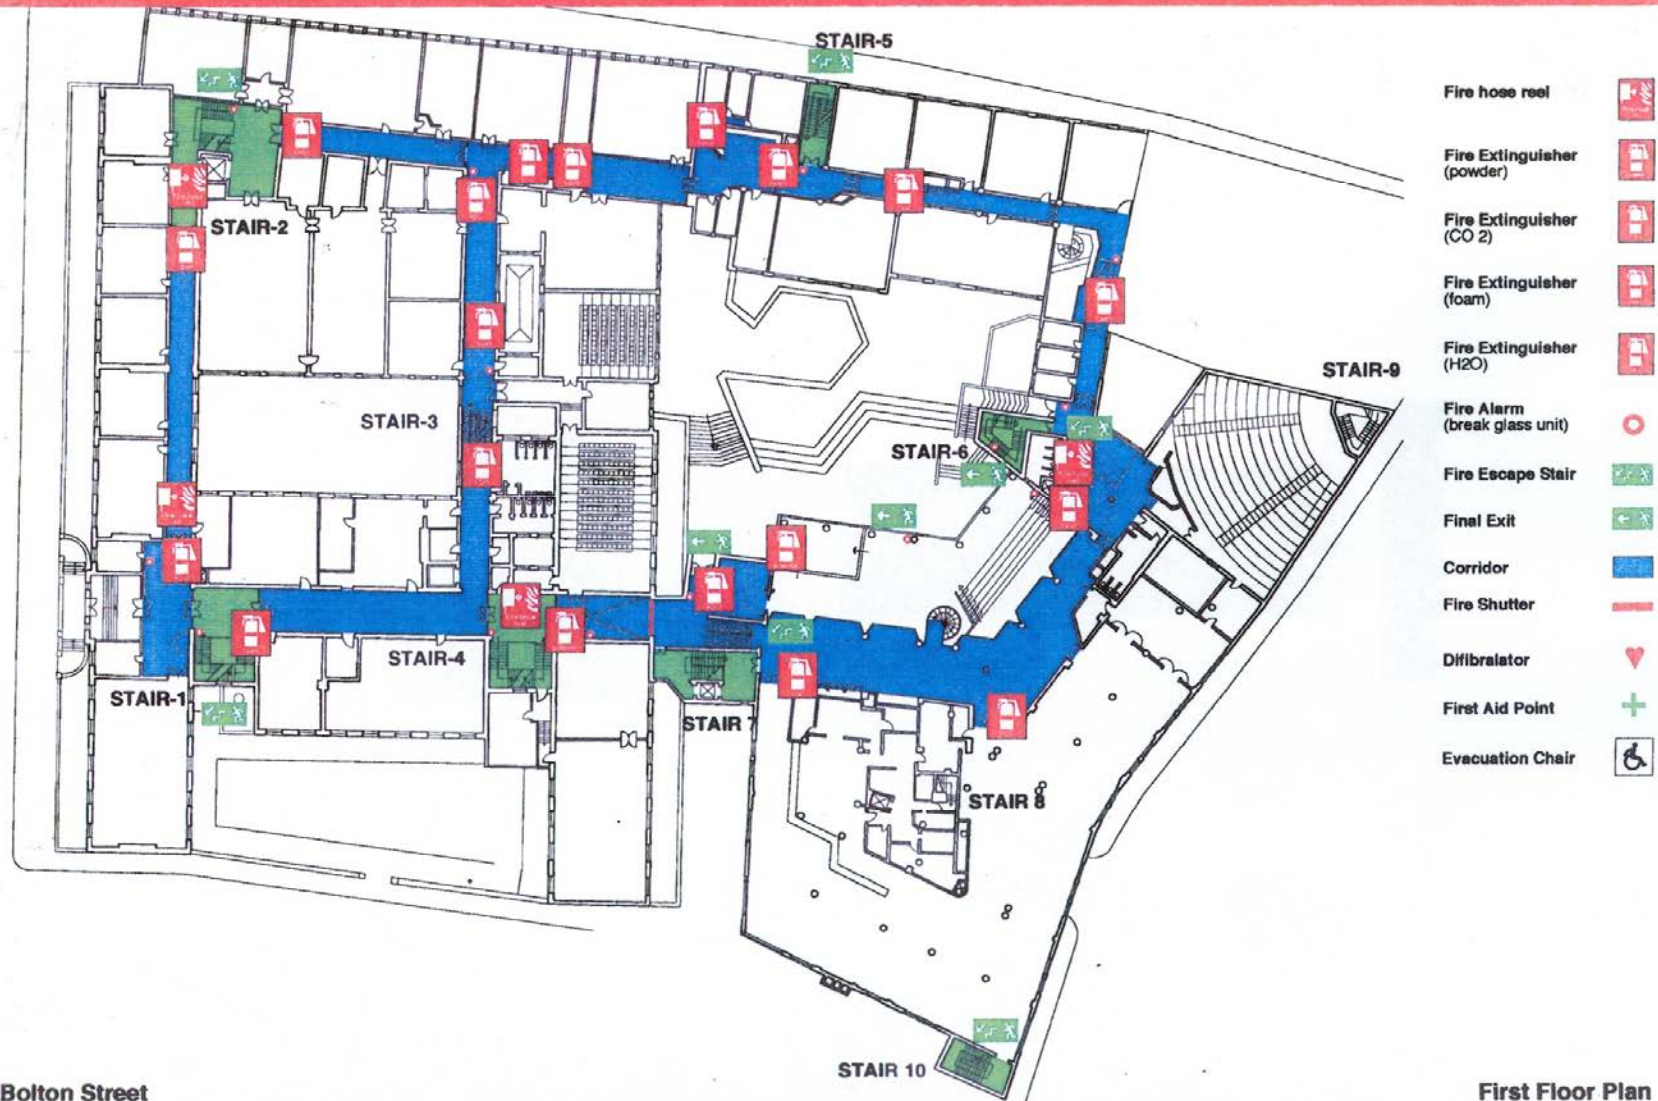 STAIR-5
STAIR-2
STAIR-3
STAIR-9
STAIR-6
STAIR-4
STAIR-1
STAIR 7
STAIR 8
STAIR 10
Fire hose reel
Fire Extinguisher
(powder)
Fire Extinguisher
(CO 2)
Fire Extinguisher
(foam)
Fire Extinguisher
(H2O)
Fire Alarm
(break glass unit)
Fire Escape Stair
Final Exit
Corridor
Fire Shutter
Difibralator
First Aid Point
Evacuation Chair
Bolton Street
First Floor Plan